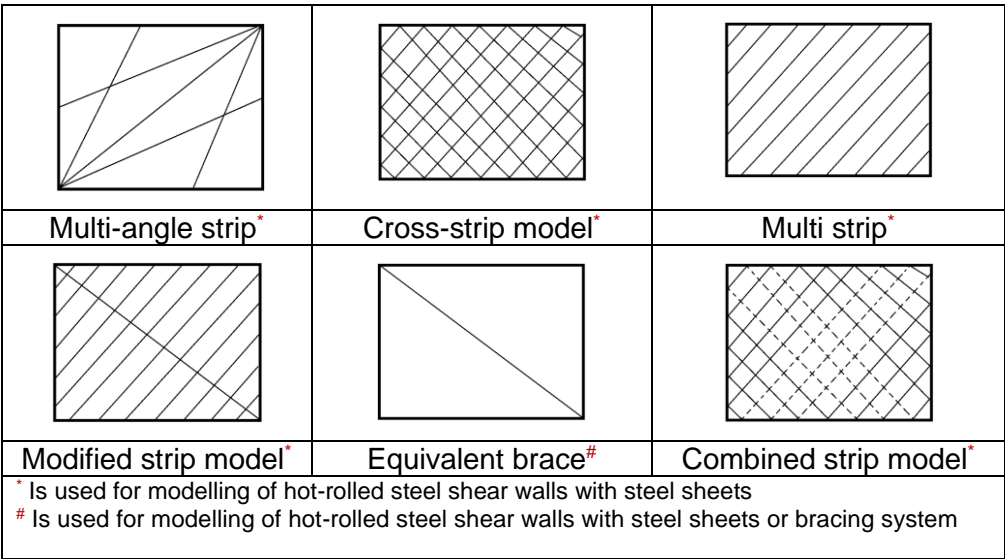 Multi-angle strip*
Cross-strip model*
Multi strip*
Modified strip model*
Equivalent brace#
Combined strip model*
* Is used for modelling of hot-rolled steel shear walls with steel sheets
# Is used for modelling of hot-rolled steel shear walls with steel sheets or bracing system